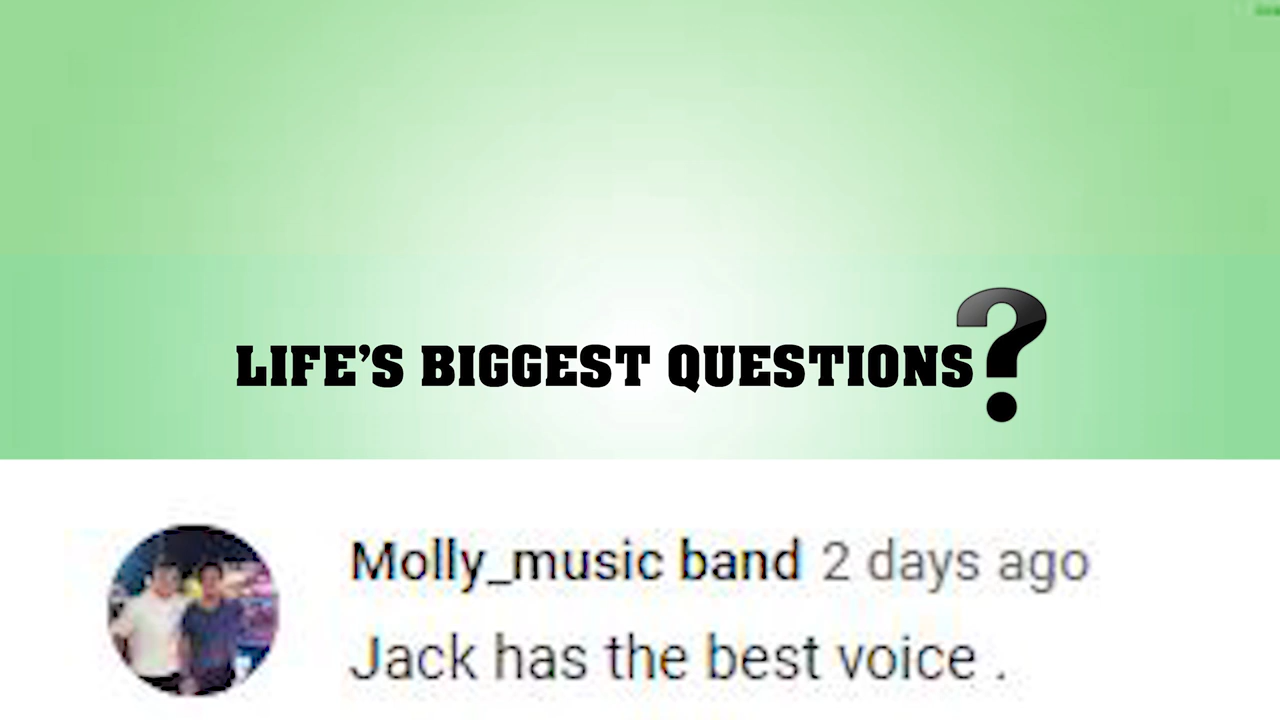 LIFE'S BIGGEST QUESTIONS?
Molly_music band 2 days ago
Jack has the best voice .